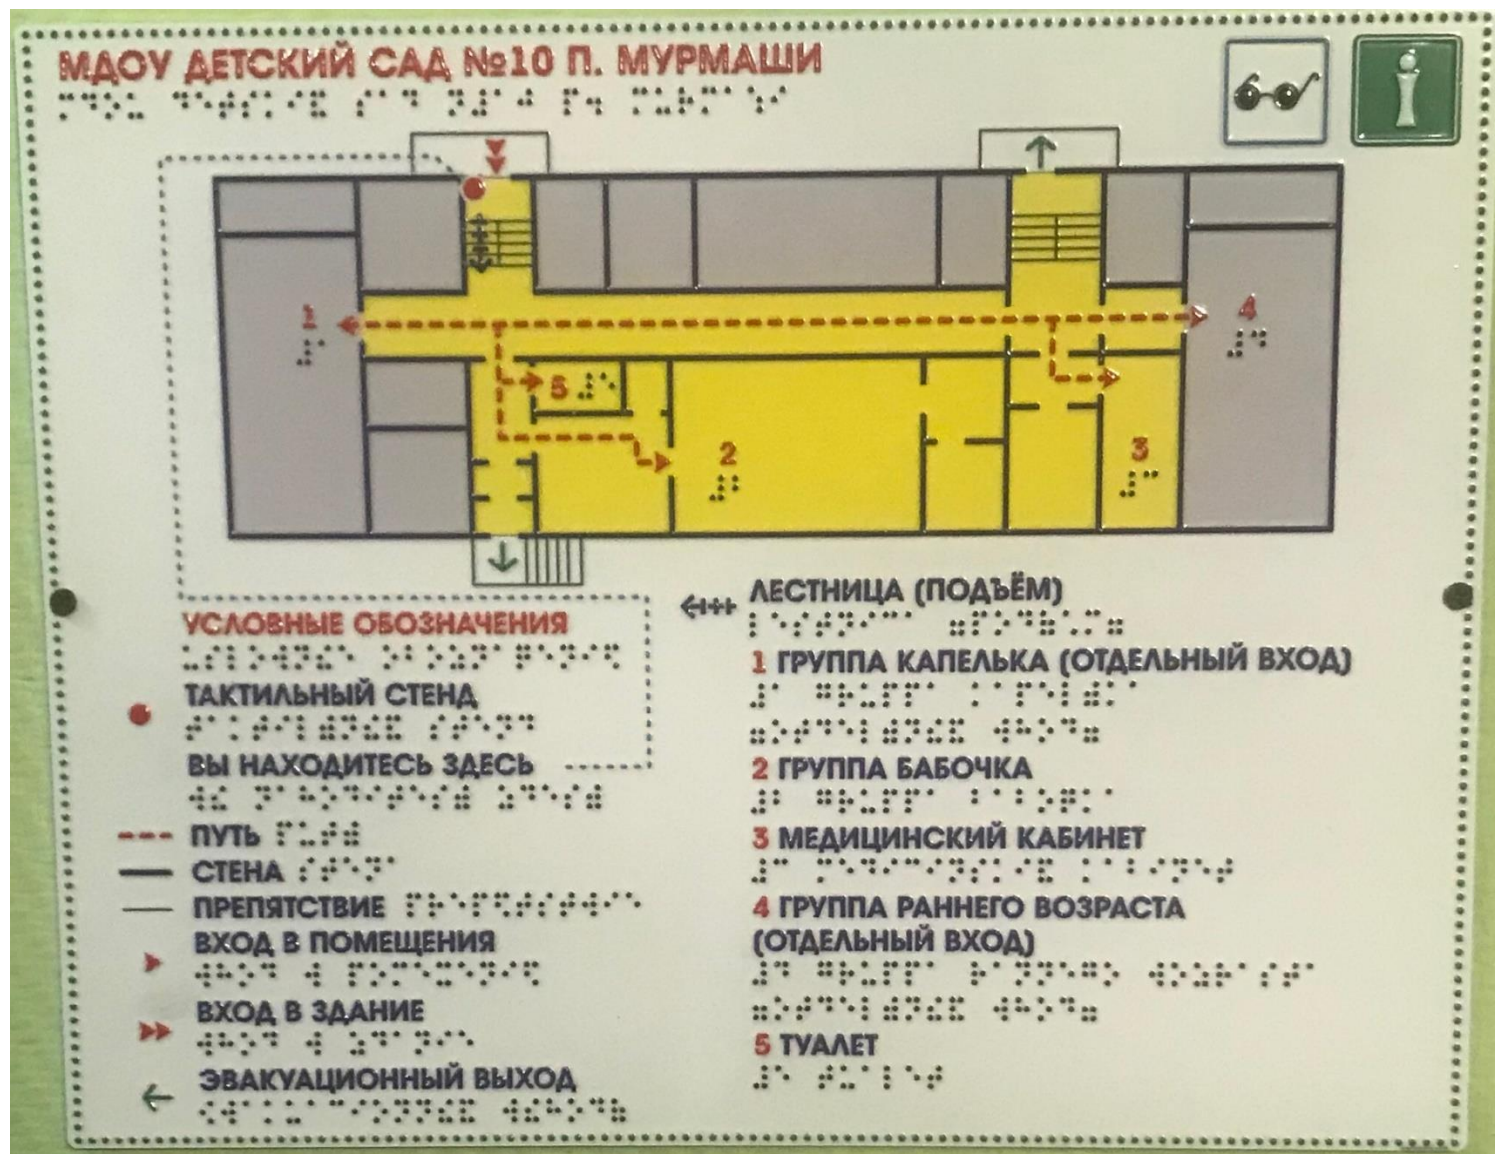 МДОУ ДЕТСКИЙ САД №10 П. МУРМАШИ
1
4
5
2
3
УСЛОВНЫЕ ОБОЗНАЧЕНИЯ
ТАКТИЛЬНЫЙ СТЕНД
ВЫ НАХОДИТЕСЬ ЗДЕСЬ
ПУТЬ
СТЕНА
ПРЕПЯТСТВИЕ
ВХОД В ПОМЕЩЕНИЯ
ВХОД В ЗДАНИЕ
ЭВАКУАЦИОННЫЙ ВЫХОД
ЛЕСТНИЦА (ПОДЪЁМ)
1 ГРУППА КАПЕЛЬКА (ОТДЕЛЬНЫЙ ВХОД)
2 ГРУППА БАБОЧКА
3 МЕДИЦИНСКИЙ КАБИНЕТ
4 ГРУППА РАННЕГО ВОЗРАСТА
(ОТДЕЛЬНЫЙ ВХОД)
5 ТУАЛЕТ